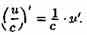 (u/c)' = 1/c · u'.